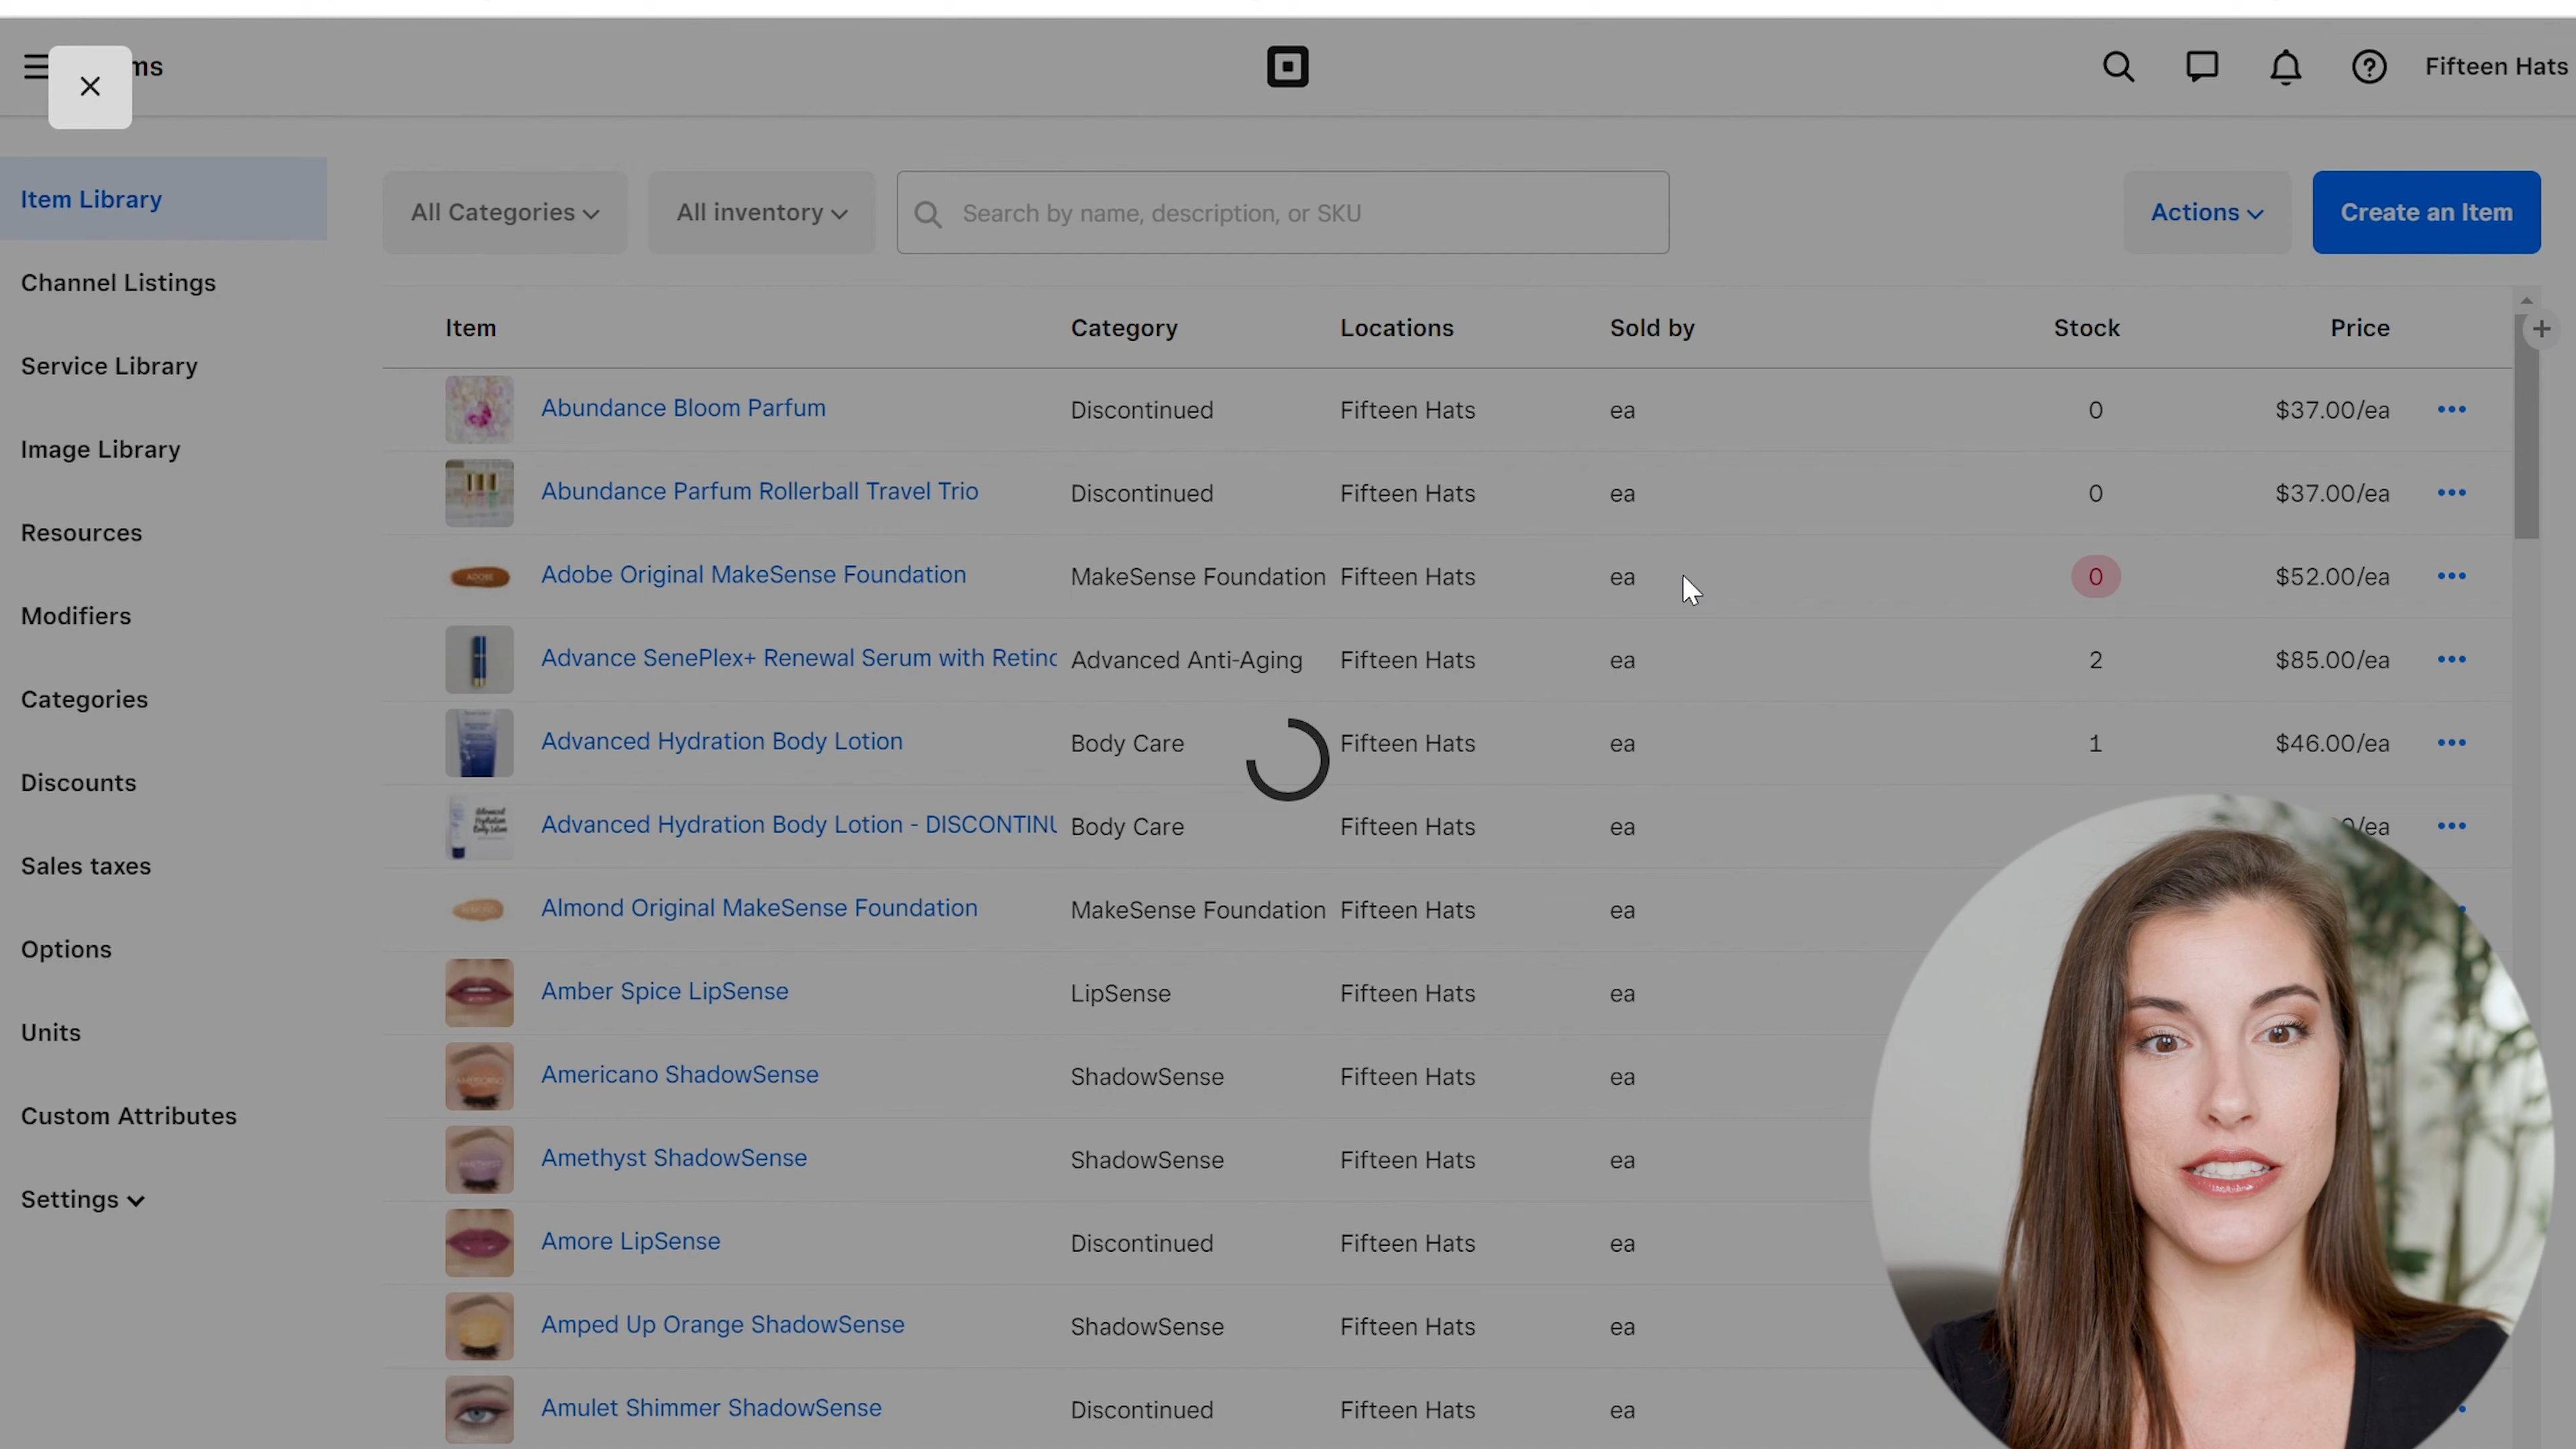 ms
Fifteen Hats
Item Library
Channel Listings
Service Library
Image Library
Resources
Modifiers
Categories
Discounts
Sales taxes
Options
Units
Custom Attributes
Settings
All Categories
All inventory
Search by name, description, or SKU
Actions
Create an Item
Item Category Locations Sold by Stock Price
Abundance Bloom Parfum Discontinued Fifteen Hats ea 0 $37.00/ea
Abundance Parfum Rollerball Travel Trio Discontinued Fifteen Hats ea 0 $37.00/ea
Adobe Original MakeSense Foundation MakeSense Foundation Fifteen Hats ea 0 $52.00/ea
Advance SenePlex+ Renewal Serum with Retino Advanced Anti-Aging Fifteen Hats ea 2 $85.00/ea
Advanced Hydration Body Lotion Body Care Fifteen Hats ea 1 $46.00/ea
Advanced Hydration Body Lotion - DISCONTINU Body Care Fifteen Hats ea 0/ea
Almond Original MakeSense Foundation MakeSense Foundation Fifteen Hats ea
Amber Spice LipSense LipSense Fifteen Hats ea
Americano ShadowSense ShadowSense Fifteen Hats ea
Amethyst ShadowSense ShadowSense Fifteen Hats ea
Amore LipSense Discontinued Fifteen Hats ea
Amped Up Orange ShadowSense ShadowSense Fifteen Hats ea
Amulet Shimmer ShadowSense Discontinued Fifteen Hats ea